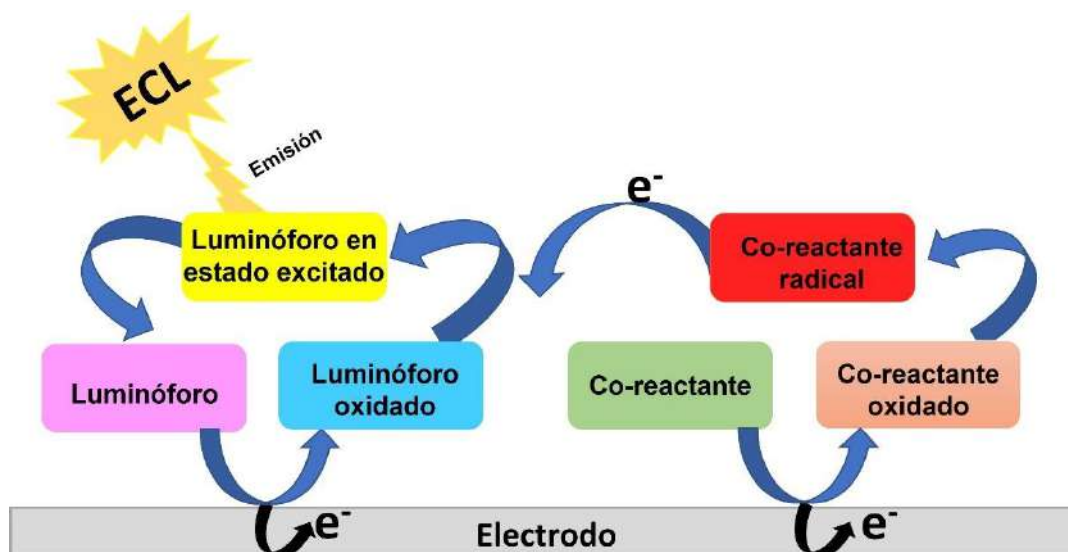 ECL
Emisión
e-
Luminóforo en
estado excitado
Co-reactante
radical
Luminóforo
Luminóforo
oxidado
Co-reactante
Co-reactante
oxidado
e-
Electrodo
e-